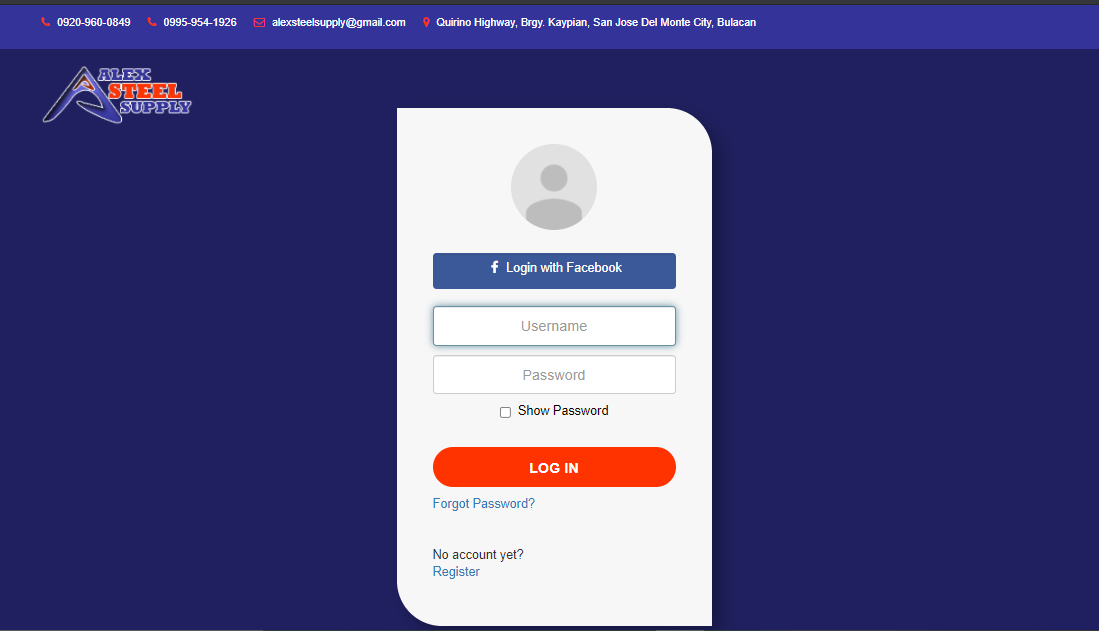 0920-960-0849 0995-954-1926 alexsteelsupply@gmail.com Quirino Highway, Brgy. Kaypian, San Jose Del Monte City, Bulacan
ALEX
STEEL
SUPPLY
Login with Facebook
Username
Password
Show Password
LOG IN
Forgot Password?
No account yet?
Register